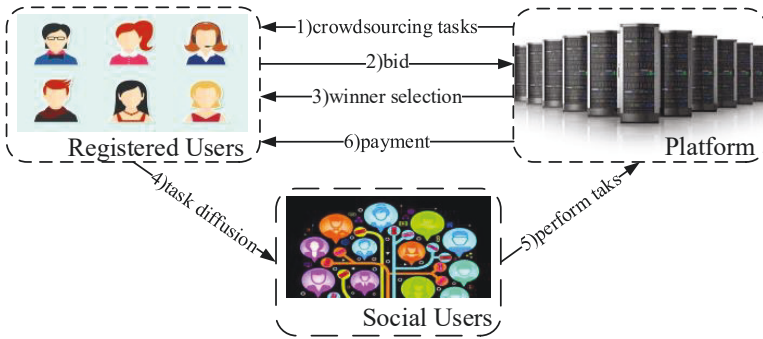 1)crowdsourcing tasks
2)bid
3)winner selection
6)payment
Registered Users
Platform
4)task diffusion
5)perform taks
Social Users